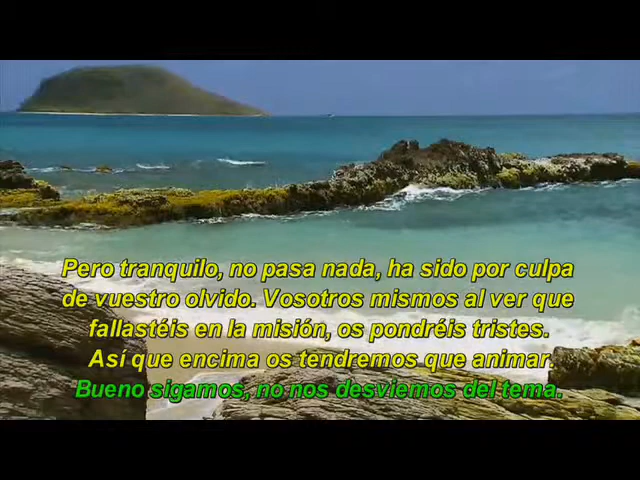 Pero tranquilo, no pasa nada, ha sido por culpa
de vuestro olvido. Vosotros mismos al ver que
fallastéis en la misión, os pondréis tristes.
Así que encima os tendremos que animar.
Bueno sigamos, no nos desviemos del tema.